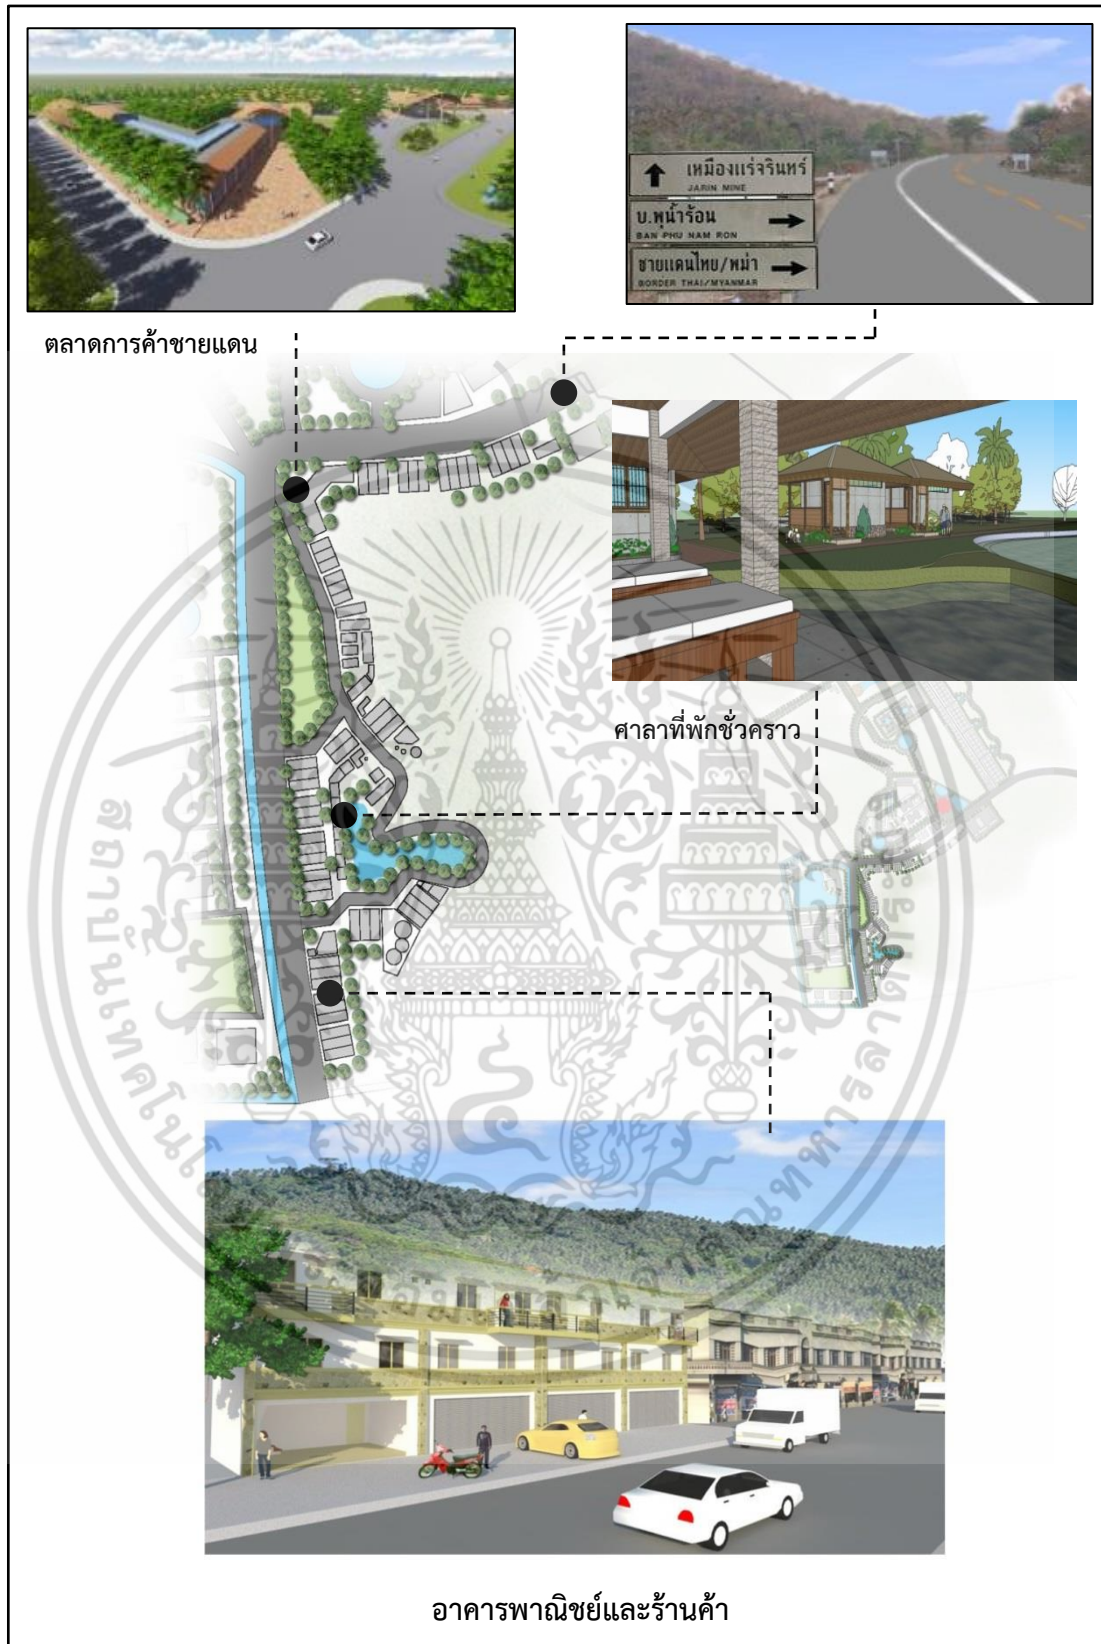 เหมืองแร่จรินทร์
JARIN MINE
บ.พุน้ำร้อน
BAN PHU NAM RON
ชายแดนไทย/พม่า
BORDER THAI/MYANMAR
ตลาดการค้าชายแดน
ศาลาที่พักชั่วคราว
อาคารพาณิชย์และร้านค้า